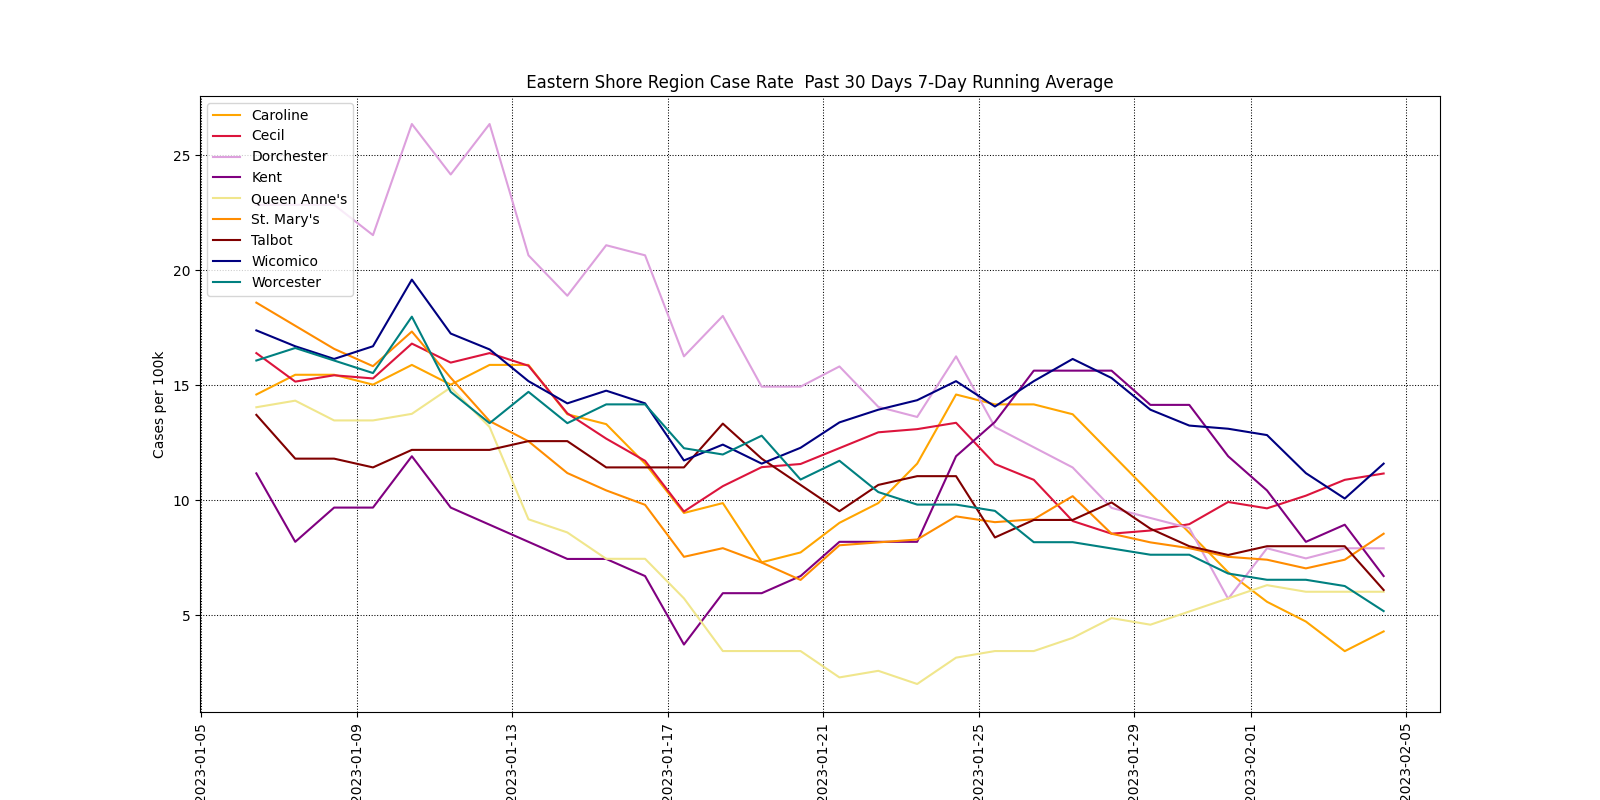 Eastern Shore Region Case Rate  Past 30 Days 7-Day Running Average
Caroline
Cecil
Dorchester
Kent
Queen Anne's
St. Mary's
Talbot
Wicomico
Worcester
Cases per 100k
25
20
15
10
5
2023-01-05
2023-01-09
2023-01-13
2023-01-17
2023-01-21
2023-01-25
2023-01-29
2023-02-01
2023-02-05